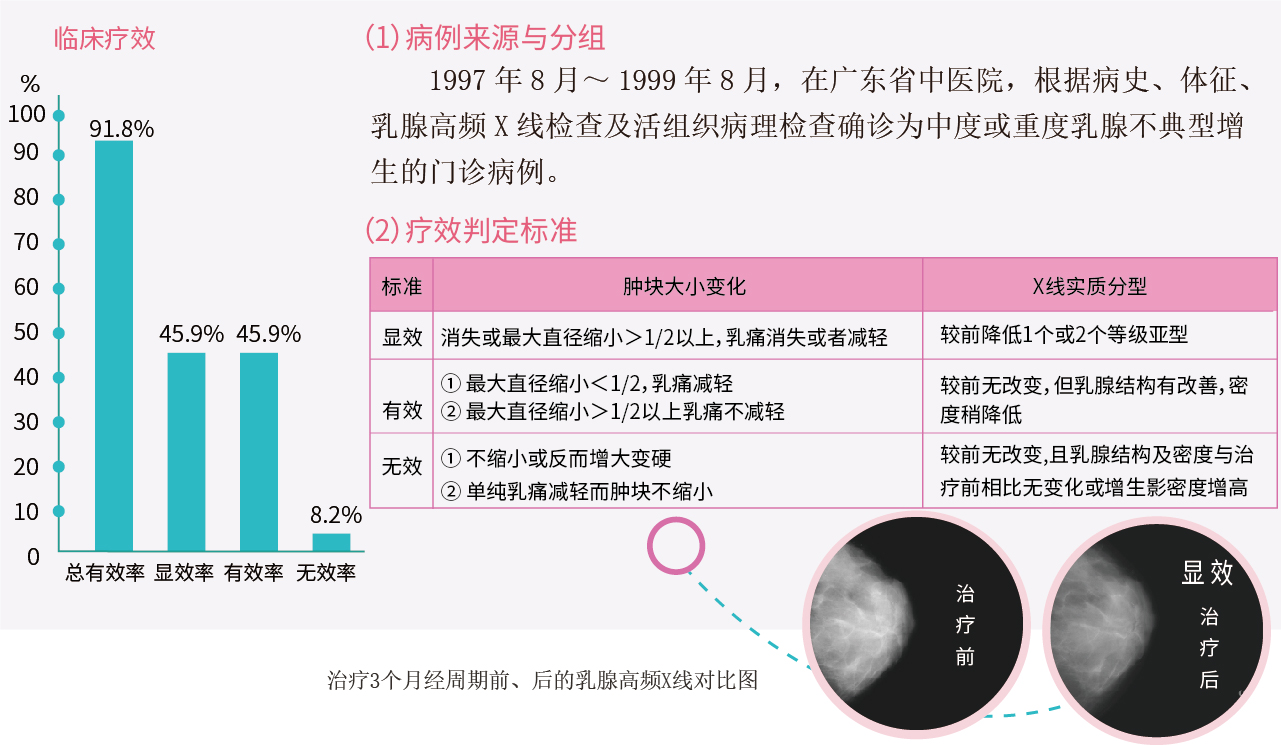 临床疗效
%
100
90
80
70
60
50
40
30
20
10
0
91.8%
45.9%
45.9%
8.2%
总有效率
显效率
有效率
无效率
（1）病例来源与分组
1997 年 8 月～ 1999 年 8 月，在广东省中医院，根据病史、体征、
乳腺高频 X 线检查及活组织病理检查确诊为中度或重度乳腺不典型增
生的门诊病例。
（2）疗效判定标准
标准
肿块大小变化
X线实质分型
显效
消失或最大直径缩小＞1/2以上，乳痛消失或者减轻
较前降低1个或2个等级亚型
有效
① 最大直径缩小＜1/2，乳痛减轻
② 最大直径缩小＞1/2以上乳痛不减轻
较前无改变，但乳腺结构有改善，密
度稍降低
无效
① 不缩小或反而增大变硬
② 单纯乳痛减轻而肿块不缩小
较前无改变,且乳腺结构及密度与治
疗前相比无变化或增生影密度增高
治疗前
显效
治疗后
治疗3个月经周期前、后的乳腺高频X线对比图